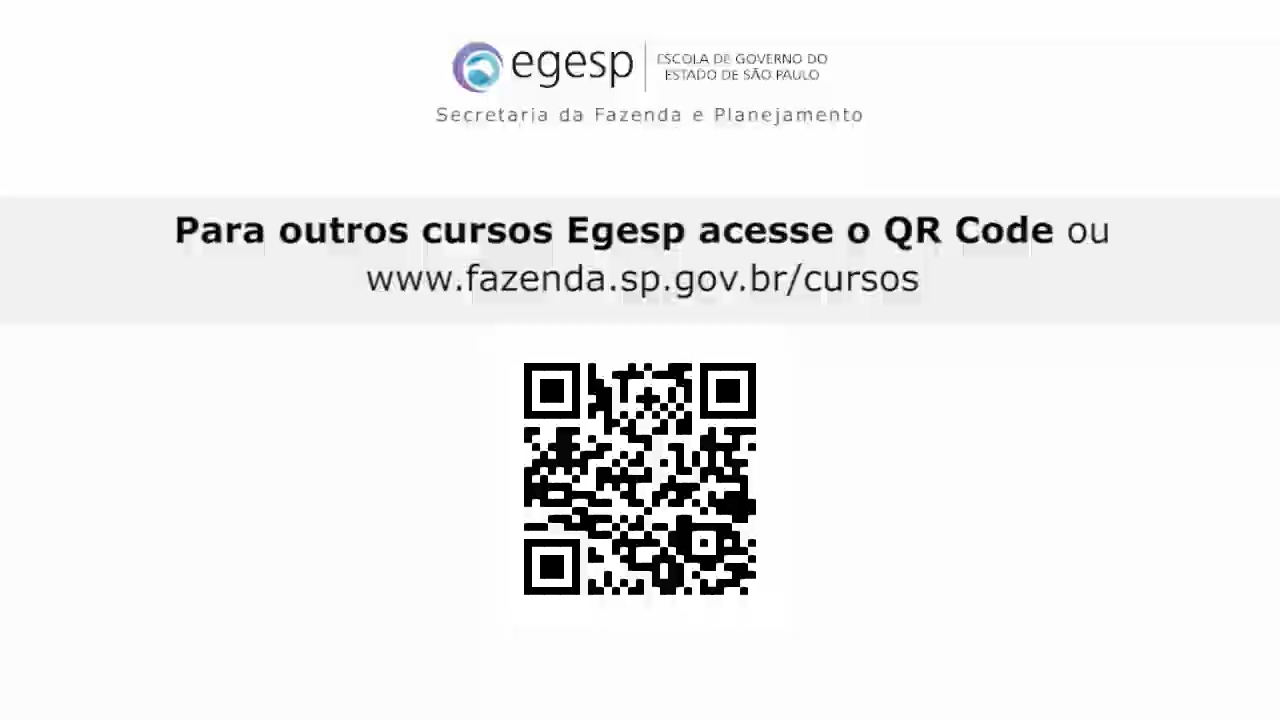 egesp
ESCOLA DE GOVERNO DO
ESTADO DE SÃO PAULO
Secretaria da Fazenda e Planejamento
Para outros cursos Egesp acesse o QR Code ou
www.fazenda.sp.gov.br/cursos